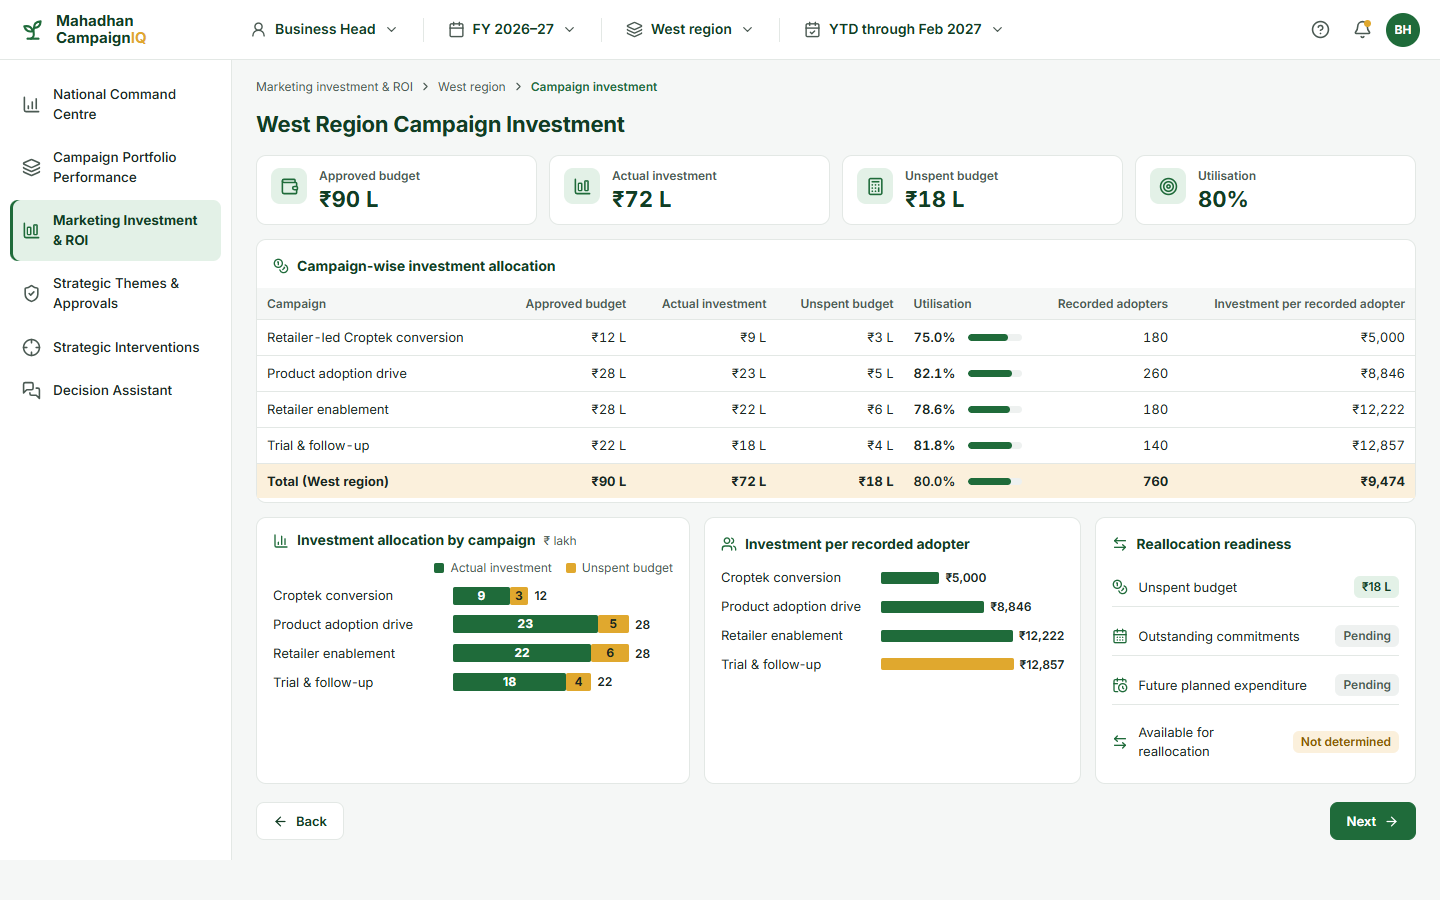 Mahadhan
CampaignIQ
Business Head
FY 2026–27
West region
YTD through Feb 2027
BH
National Command
Centre
Campaign Portfolio
Performance
Marketing Investment
& ROI
Strategic Themes &
Approvals
Strategic Interventions
Decision Assistant
Marketing investment & ROI > West region > Campaign investment
West Region Campaign Investment
Approved budget
₹90 L
Actual investment
₹72 L
Unspent budget
₹18 L
Utilisation
80%
Campaign-wise investment allocation
Campaign Approved budget Actual investment Unspent budget Utilisation Recorded adopters Investment per recorded adopter
Retailer-led Croptek conversion ₹12 L ₹9 L ₹3 L 75.0% 180 ₹5,000
Product adoption drive ₹28 L ₹23 L ₹5 L 82.1% 260 ₹8,846
Retailer enablement ₹28 L ₹22 L ₹6 L 78.6% 180 ₹12,222
Trial & follow-up ₹22 L ₹18 L ₹4 L 81.8% 140 ₹12,857
Total (West region) ₹90 L ₹72 L ₹18 L 80.0% 760 ₹9,474
Investment allocation by campaign ₹ lakh
Actual investment Unspent budget
Croptek conversion 9 3 12
Product adoption drive 23 5 28
Retailer enablement 22 6 28
Trial & follow-up 18 4 22
Investment per recorded adopter
Croptek conversion ₹5,000
Product adoption drive ₹8,846
Retailer enablement ₹12,222
Trial & follow-up ₹12,857
Reallocation readiness
Unspent budget ₹18 L
Outstanding commitments Pending
Future planned expenditure Pending
Available for
reallocation
Not determined
Back
Next